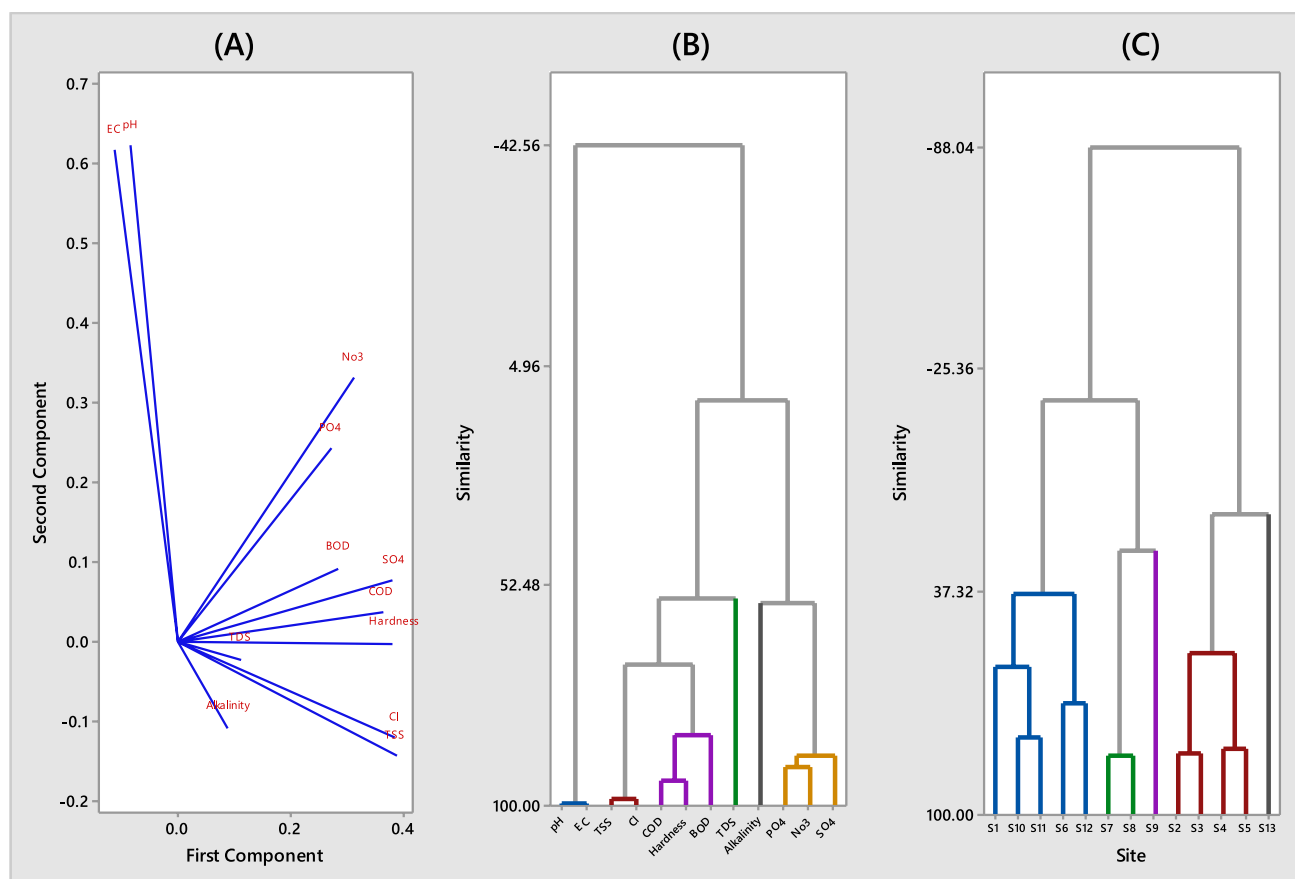 (A)
(B)
(C)
0.7
0.6
0.5
0.4
0.3
0.2
0.1
0.0
-0.1
-0.2
Second Component
EC
pH
No3
PO4
BOD
SO4
COD
Hardness
TDS
Alkalinity
Cl
TSS
0.0
0.2
0.4
First Component
-42.56
4.96
52.48
100.00
Similarity
pH
EC
TSS
Cl
COD
Hardness
BOD
TDS
Alkalinity
PO4
No3
SO4
-88.04
-25.36
37.32
100.00
Similarity
S1 S10 S11 S6 S12 S7 S8 S9 S2 S3 S4 S5 S13
Site